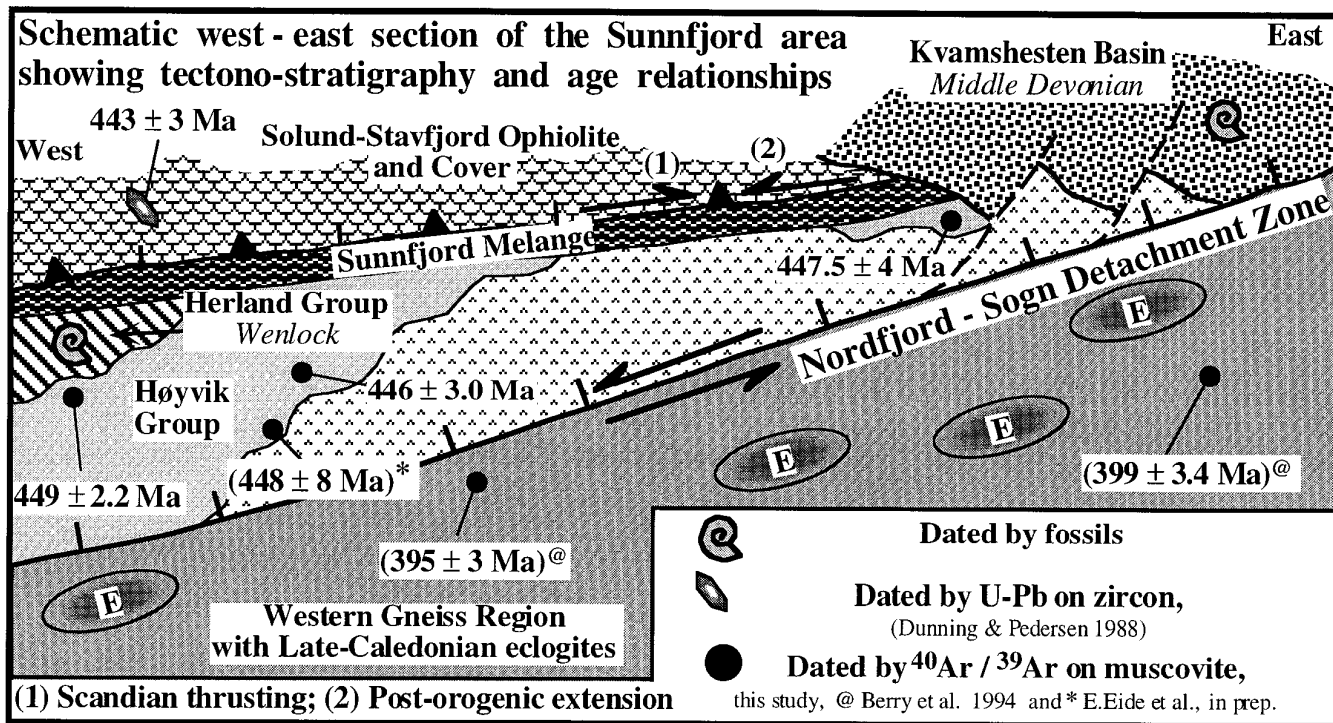 Schematic west - east section of the Sunnfjord area
showing tectono-stratigraphy and age relationships
East
Kvamshesten Basin
Middle Devonian
443 ± 3 Ma
West
Solund-Stavfjord Ophiolite
and Cover
(1)
(2)
Sunnfjord Melange
447.5 ± 4 Ma
Nordfjord - Sogn Detachment Zone
Herland Group
Wenlock
E
446 ± 3.0 Ma
Høyvik
Group
E
E
(448 ± 8 Ma)*
449 ± 2.2 Ma
(399 ± 3.4 Ma)@
(395 ± 3 Ma)@
E
Western Gneiss Region
with Late-Caledonian eclogites
Dated by fossils
Dated by U-Pb on zircon,
(Dunning & Pedersen 1988)
Dated by 40Ar / 39Ar on muscovite,
this study, @ Berry et al. 1994 and * E.Eide et al., in prep.
(1) Scandian thrusting; (2) Post-orogenic extension